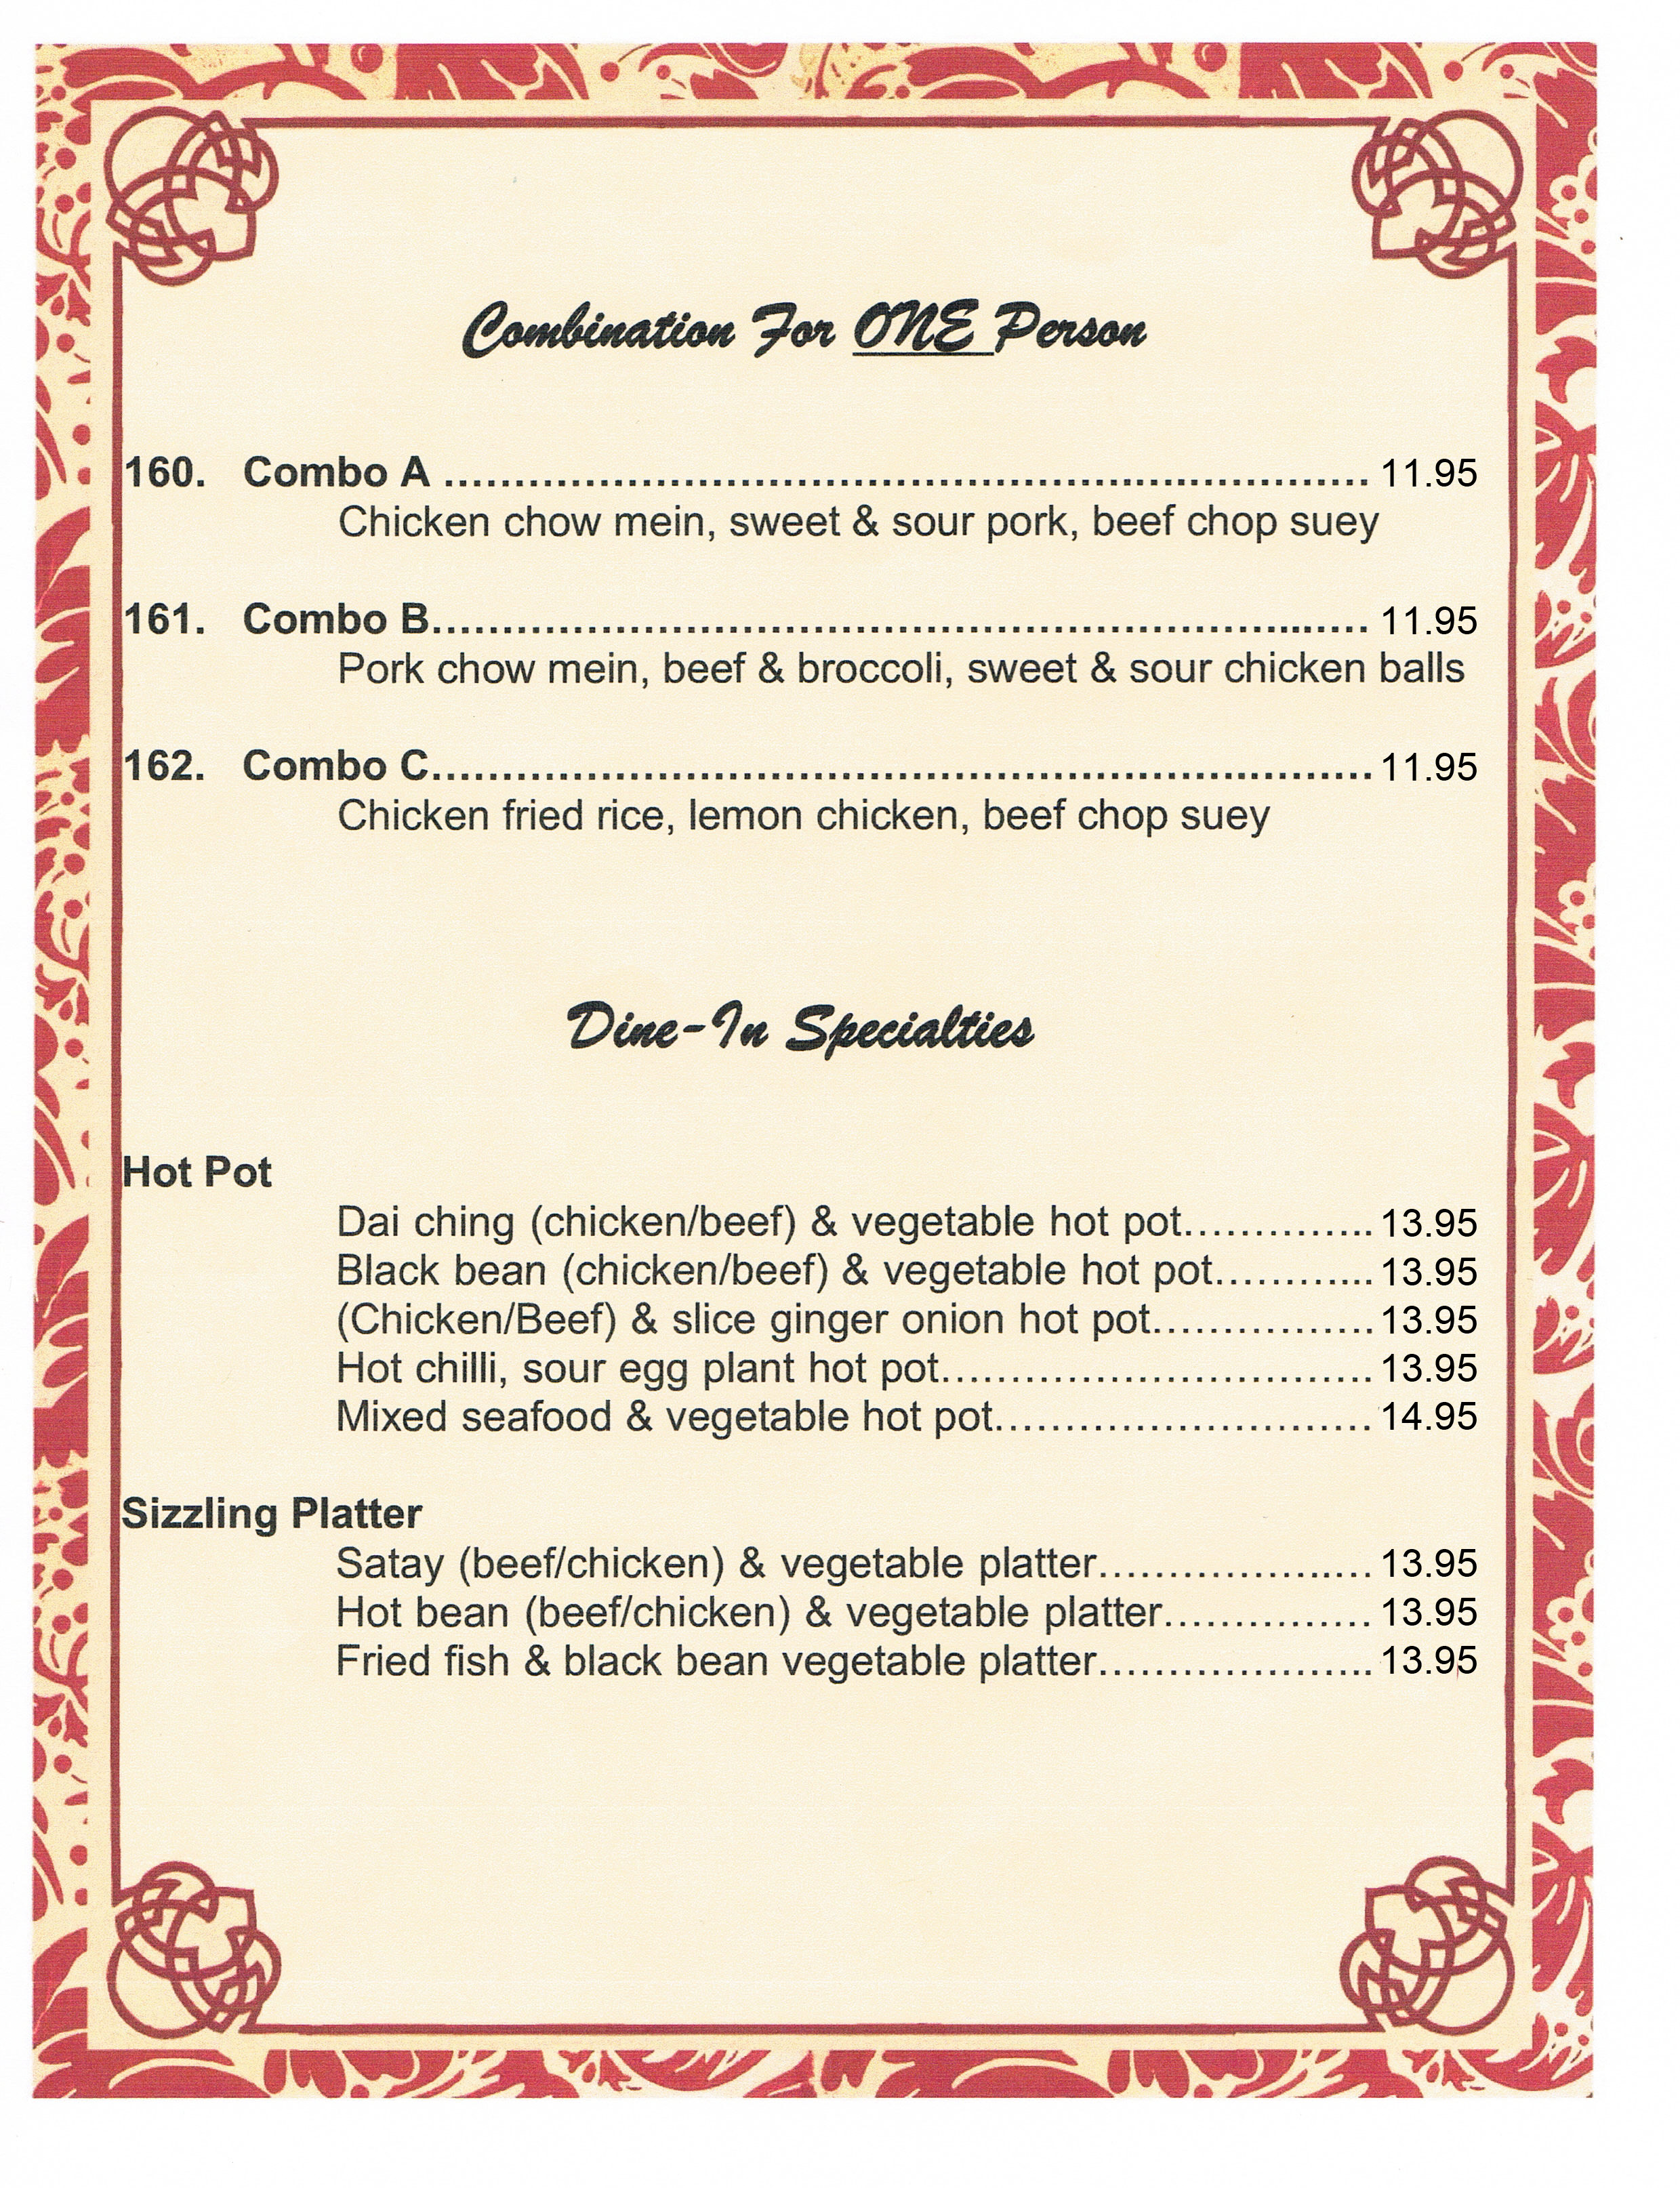 Combination For ONE Person
160. Combo A ........................................................................ 11.95
Chicken chow mein, sweet & sour pork, beef chop suey
161. Combo B........................................................................ 11.95
Pork chow mein, beef & broccoli, sweet & sour chicken balls
162. Combo C........................................................................ 11.95
Chicken fried rice, lemon chicken, beef chop suey
Dine-In Specialties
Hot Pot
Dai ching (chicken/beef) & vegetable hot pot.............. 13.95
Black bean (chicken/beef) & vegetable hot pot............ 13.95
(Chicken/Beef) & slice ginger onion hot pot................ 13.95
Hot chilli, sour egg plant hot pot............................... 13.95
Mixed seafood & vegetable hot pot........................... 14.95
Sizzling Platter
Satay (beef/chicken) & vegetable platter.................... 13.95
Hot bean (beef/chicken) & vegetable platter............... 13.95
Fried fish & black bean vegetable platter.................... 13.95